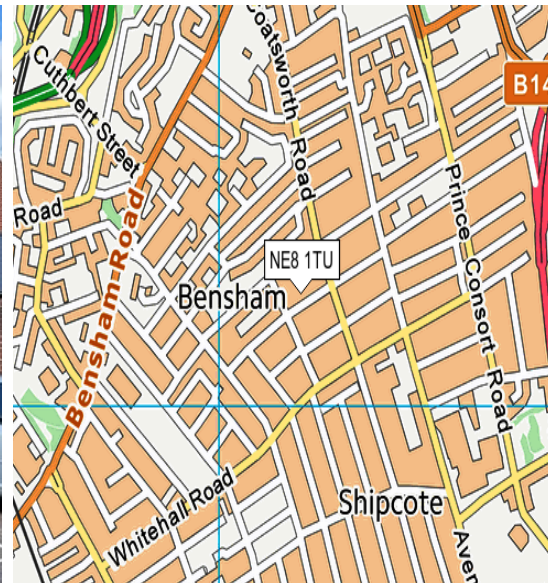 Cuthbert Street
Coatsworth Road
B14
Road
Prince Consort Road
NE8 1TU
Bensham Road
Bensham
Whitehall Road
Shipcote
Aven